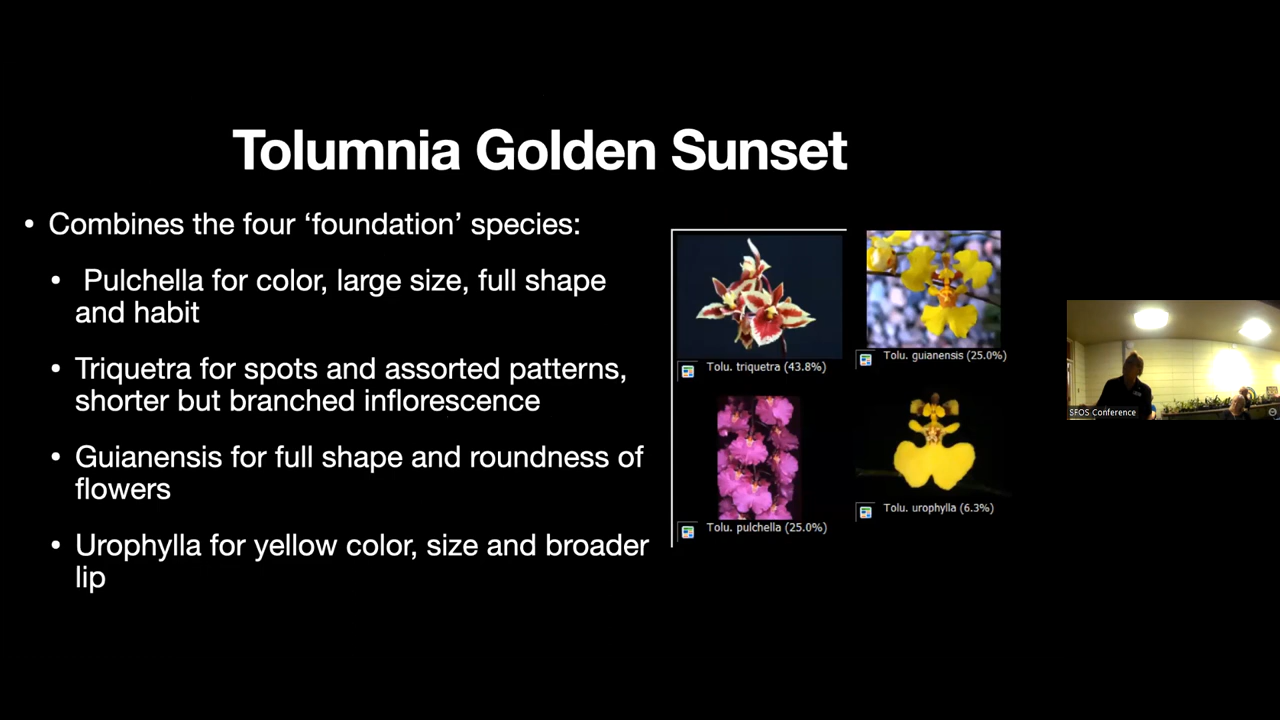 Tolumnia Golden Sunset
• Combines the four ‘foundation’ species:
• Pulchella for color, large size, full shape
and habit
• Triquetra for spots and assorted patterns,
shorter but branched inflorescence
• Guianensis for full shape and roundness of
flowers
• Urophylla for yellow color, size and broader
lip
Tolu. triquetra (43.8%)
Tolu. guianensis (25.0%)
Tolu. pulchella (25.0%)
Tolu. urophylla (6.3%)
SFOS Conference